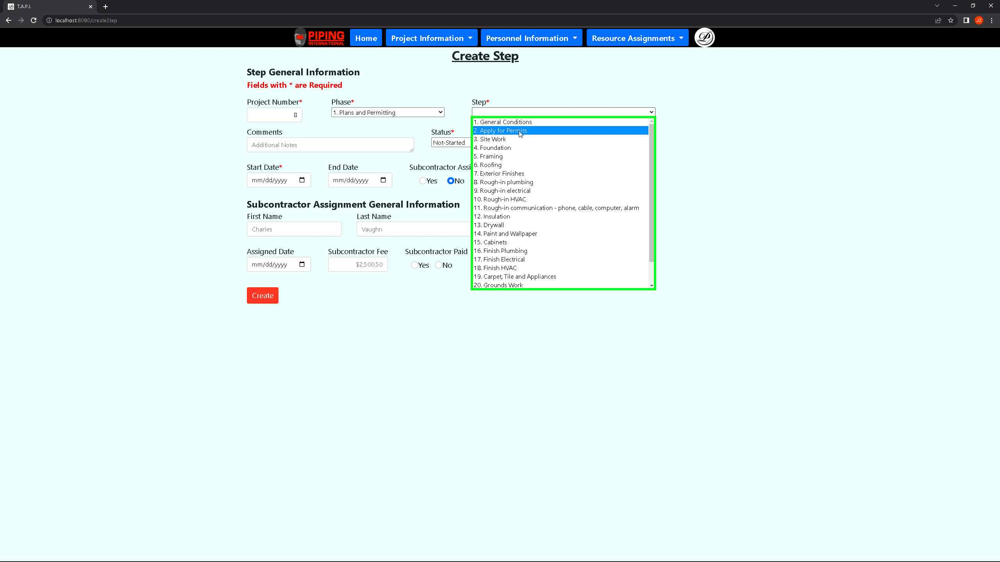 T.A.P.I.
localhost:8080/createStep
JZ
PIPING
INTERNATIONAL
Home
Project Information
Personnel Information
Resource Assignments
Create Step
Step General Information
Fields with * are Required
Project Number*
Phase*
Step*
8
1. Plans and Permitting
Comments
Status*
Additional Notes
Not-Started
Start Date*
End Date
Subcontractor Assi
mm/dd/yyyy
mm/dd/yyyy
Yes
No
1. General Conditions
2. Apply for Permits
3. Site Work
4. Foundation
5. Framing
6. Roofing
7. Exterior Finishes
8. Rough-in plumbing
9. Rough-in electrical
10. Rough-in HVAC
11. Rough-in communication - phone, cable, computer, alarm
12. Insulation
13. Drywall
14. Paint and Wallpaper
15. Cabinets
16. Finish Plumbing
17. Finish Electrical
18. Finish HVAC
19. Carpet, Tile and Appliances
20. Grounds Work
Subcontractor Assignment General Information
First Name
Last Name
Charles
Vaughn
Assigned Date
Subcontractor Fee
Subcontractor Paid
mm/dd/yyyy
$2,500.50
Yes
No
Create